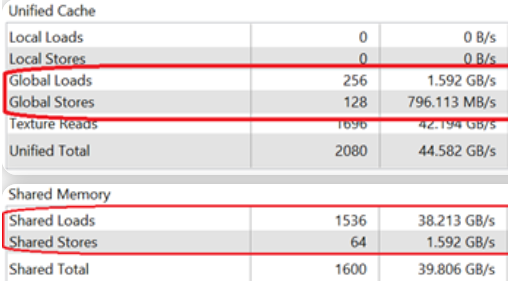 Unified Cache
Local Loads 0 0 B/s
Local Stores 0 0 B/s
Global Loads 256 1.592 GB/s
Global Stores 128 796.113 MB/s
Texture Reads 1696 42.194 GB/s
Unified Total 2080 44.582 GB/s
Shared Memory
Shared Loads 1536 38.213 GB/s
Shared Stores 64 1.592 GB/s
Shared Total 1600 39.806 GB/s